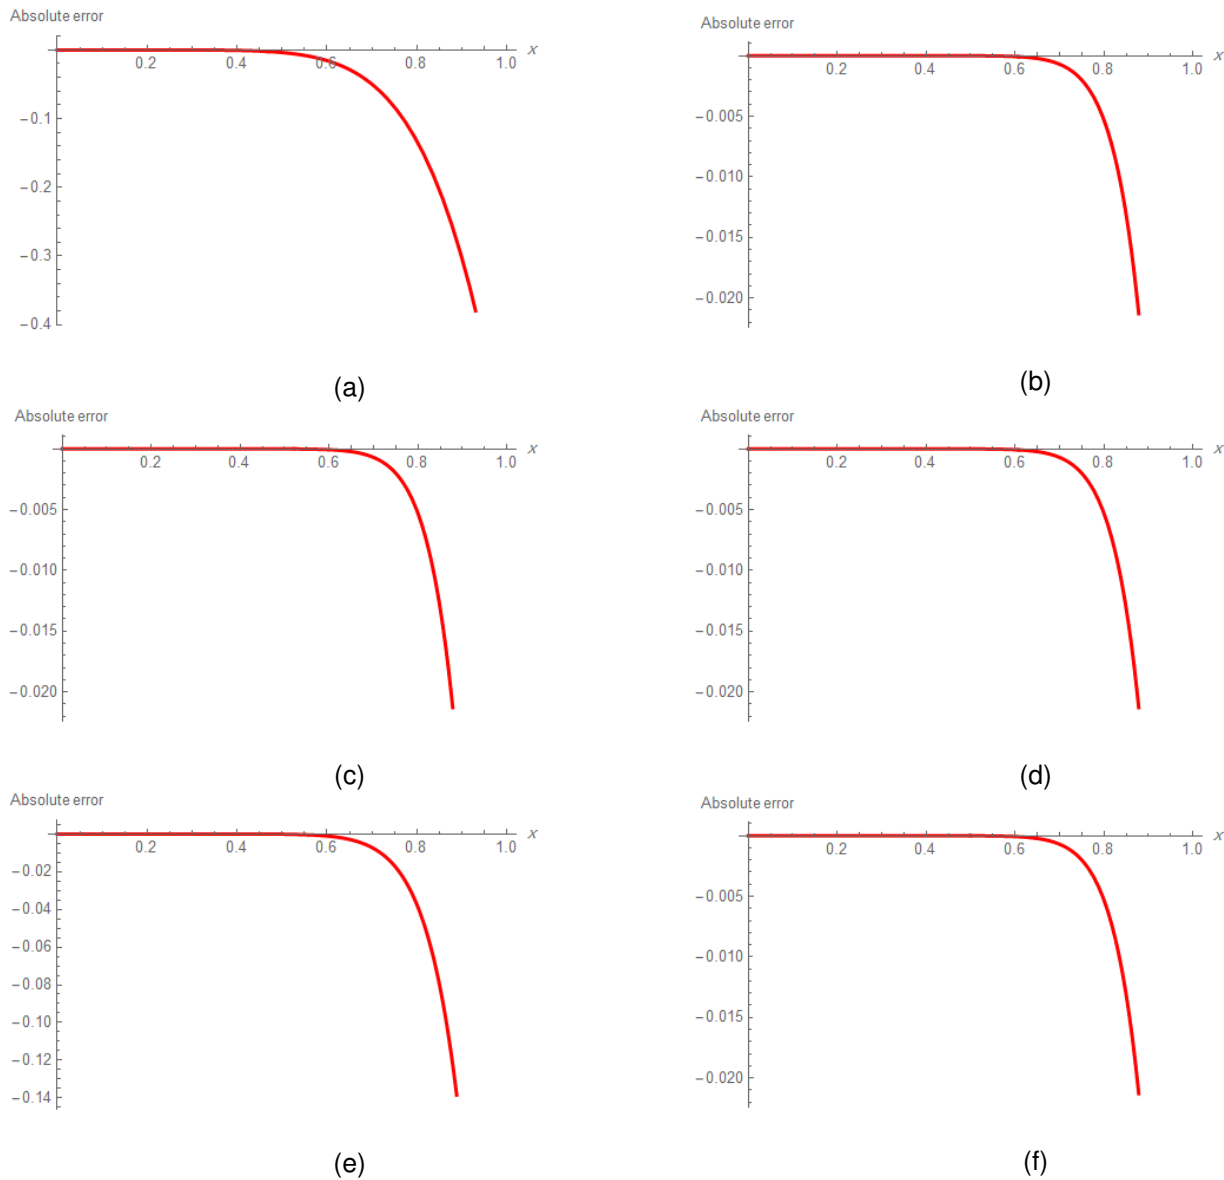 Absolute error
x
0.2 0.4 0.6 0.8 1.0
−0.1
−0.2
−0.3
−0.4
(a)
Absolute error
x
0.2 0.4 0.6 0.8 1.0
−0.005
−0.010
−0.015
−0.020
(b)
Absolute error
x
0.2 0.4 0.6 0.8 1.0
−0.005
−0.010
−0.015
−0.020
(c)
Absolute error
x
0.2 0.4 0.6 0.8 1.0
−0.005
−0.010
−0.015
−0.020
(d)
Absolute error
x
0.2 0.4 0.6 0.8 1.0
−0.02
−0.04
−0.06
−0.08
−0.10
−0.12
−0.14
(e)
Absolute error
x
0.2 0.4 0.6 0.8 1.0
−0.005
−0.010
−0.015
−0.020
(f)